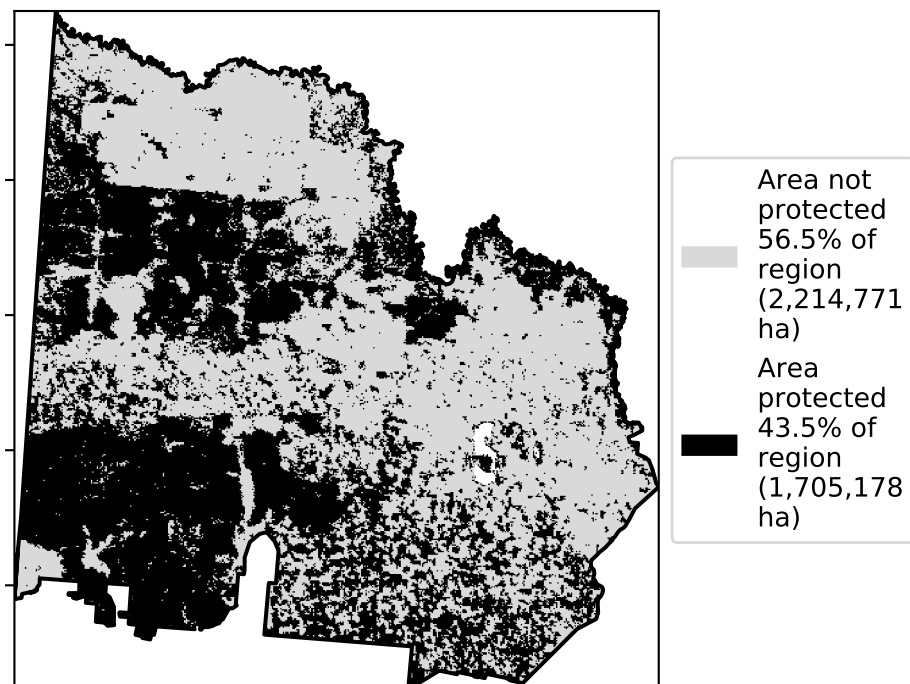 Area not
protected
56.5% of
region
(2,214,771
ha)
Area
protected
43.5% of
region
(1,705,178
ha)